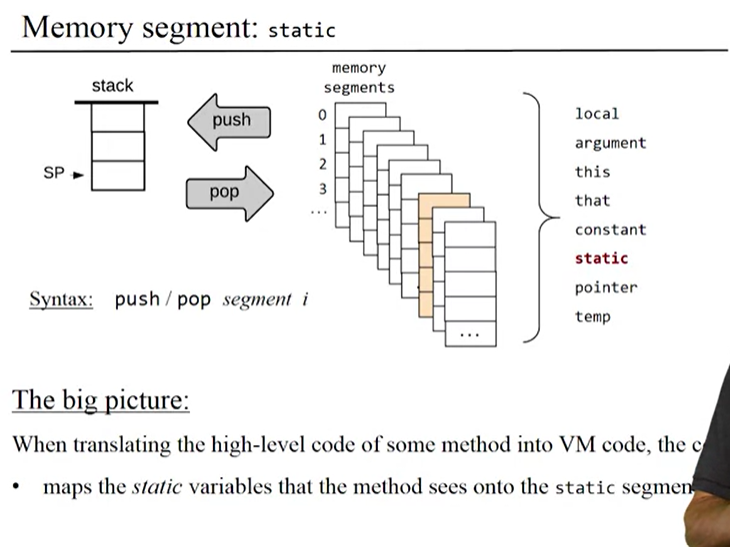 Memory segment: static
stack
push
pop
SP
memory
segments
0
1
2
3
...
...
local
argument
this
that
constant
static
pointer
temp
Syntax: push / pop segment i
The big picture:
When translating the high-level code of some method into VM code, the
maps the static variables that the method sees onto the static